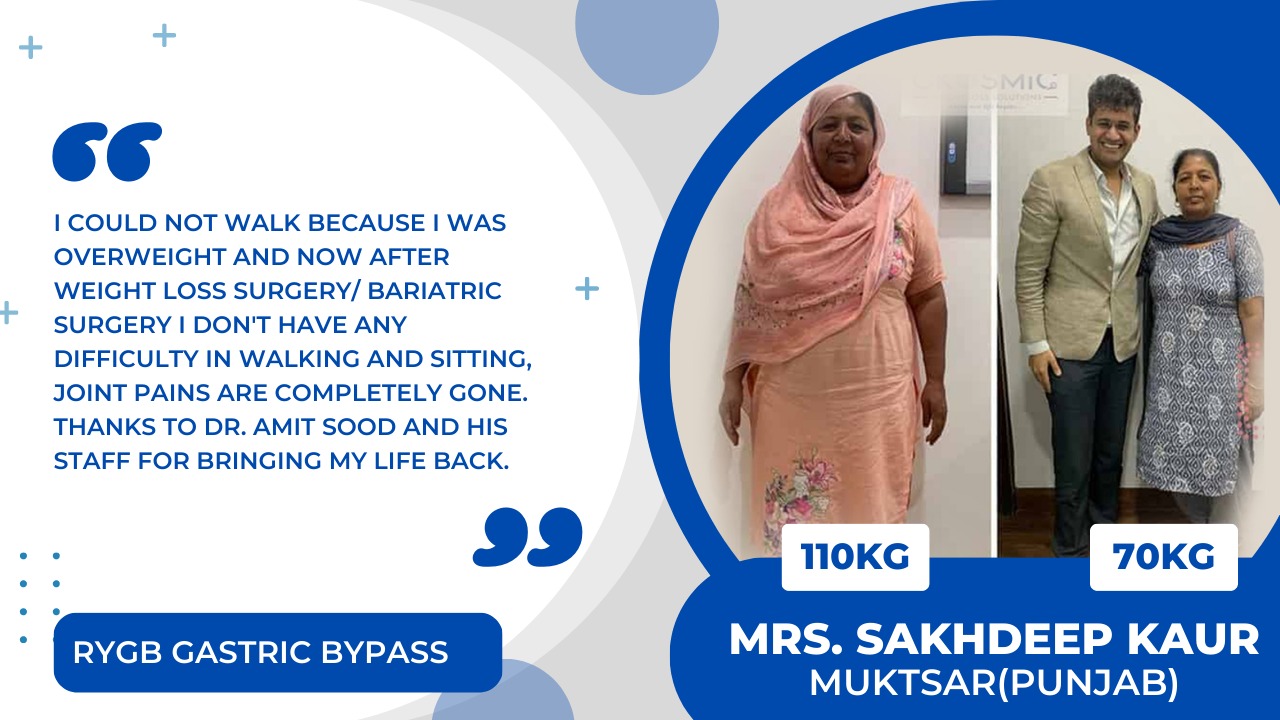 I COULD NOT WALK BECAUSE I WAS
OVERWEIGHT AND NOW AFTER
WEIGHT LOSS SURGERY/ BARIATRIC
SURGERY I DON'T HAVE ANY
DIFFICULTY IN WALKING AND SITTING,
JOINT PAINS ARE COMPLETELY GONE.
THANKS TO DR. AMIT SOOD AND HIS
STAFF FOR BRINGING MY LIFE BACK.
RYGB GASTRIC BYPASS
110KG
70KG
MRS. SAKHDEEP KAUR
MUKTSAR(PUNJAB)